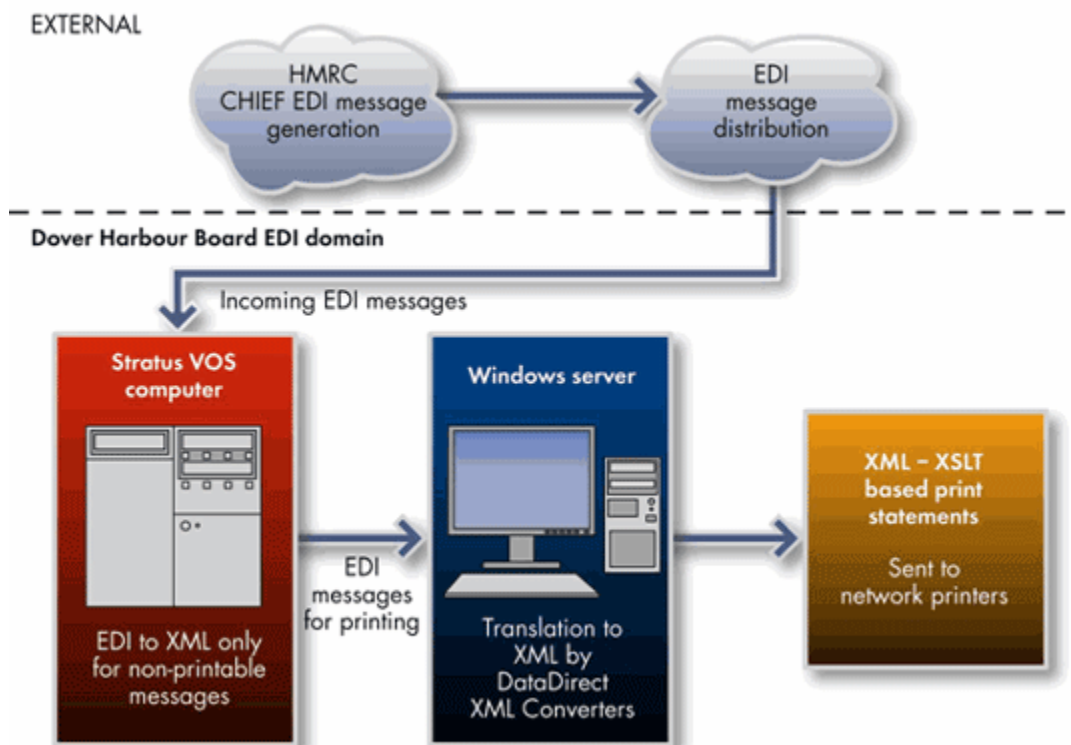 EXTERNAL
HMRC
CHIEF EDI message
generation
EDI
message
distribution
Dover Harbour Board EDI domain
Incoming EDI messages
Stratus VOS
computer
EDI to XML only
for non-printable
messages
EDI
messages
for printing
Windows server
Translation to
XML by
DataDirect
XML Converters
XML – XSLT
based print
statements
Sent to
network printers